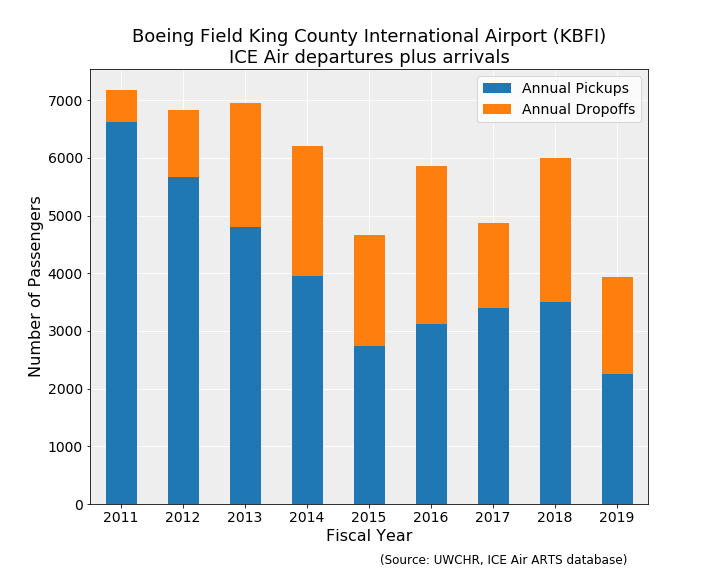 Boeing Field King County International Airport (KBFI)
ICE Air departures plus arrivals
Annual Pickups
Annual Dropoffs
Number of Passengers
7000
6000
5000
4000
3000
2000
1000
0
2011 2012 2013 2014 2015 2016 2017 2018 2019
Fiscal Year
(Source: UWCHR, ICE Air ARTS database)